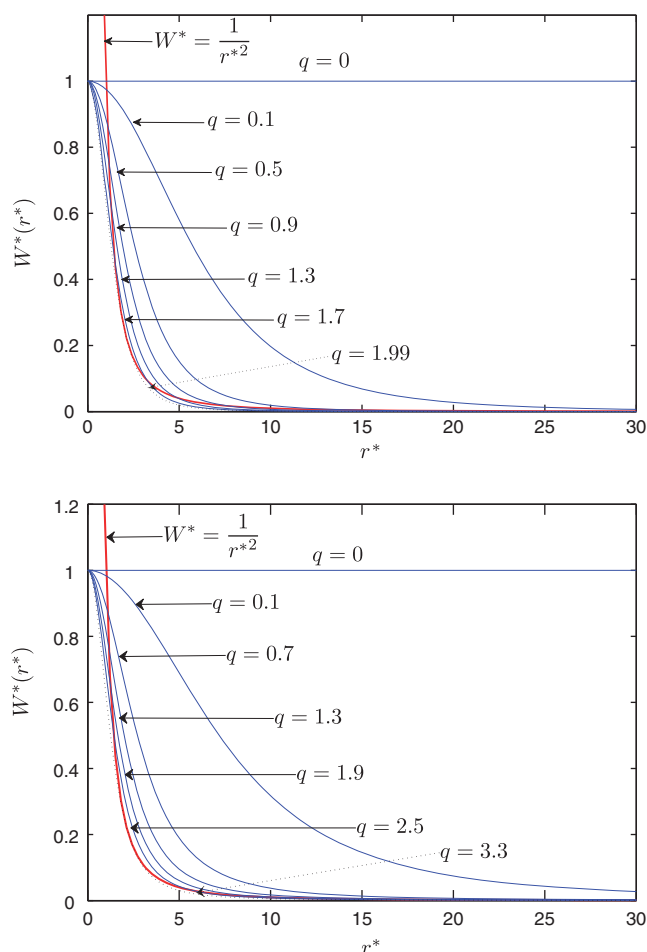 W* = 1/r*²
q = 0
1
q = 0.1
0.8
q = 0.5
W*(r*)
0.6
q = 0.9
0.4
q = 1.3
q = 1.7
0.2
q = 1.99
0
0 5 10 15 20 25 30
r*
1.2
W* = 1/r*²
q = 0
1
q = 0.1
0.8
q = 0.7
W*(r*)
0.6
q = 1.3
0.4
q = 1.9
q = 2.5
0.2
q = 3.3
0
0 5 10 15 20 25 30
r*